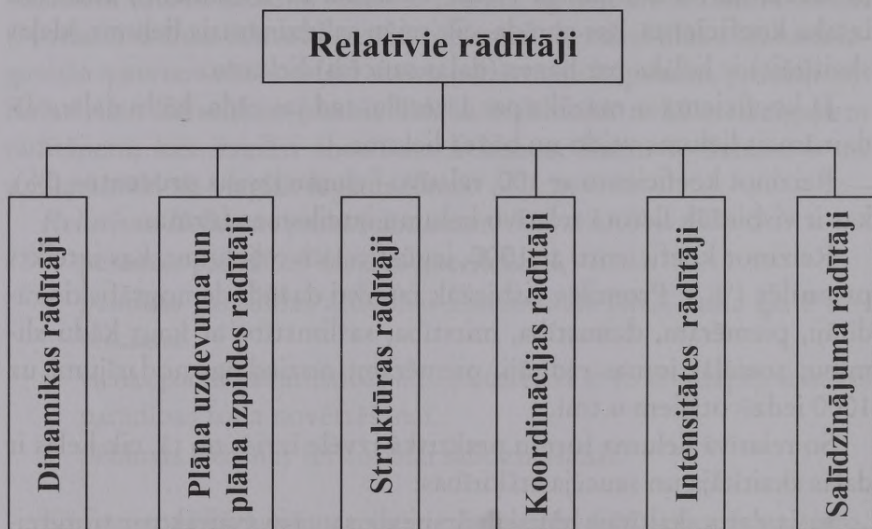 Relatīvie rādītāji
Dinamikas rādītāji
Plāna uzdevuma un
plāna izpildes rādītāji
Struktūras rādītāji
Koordinācijas rādītāji
Intensitātes rādītāji
Salīdzinājuma rādītāji